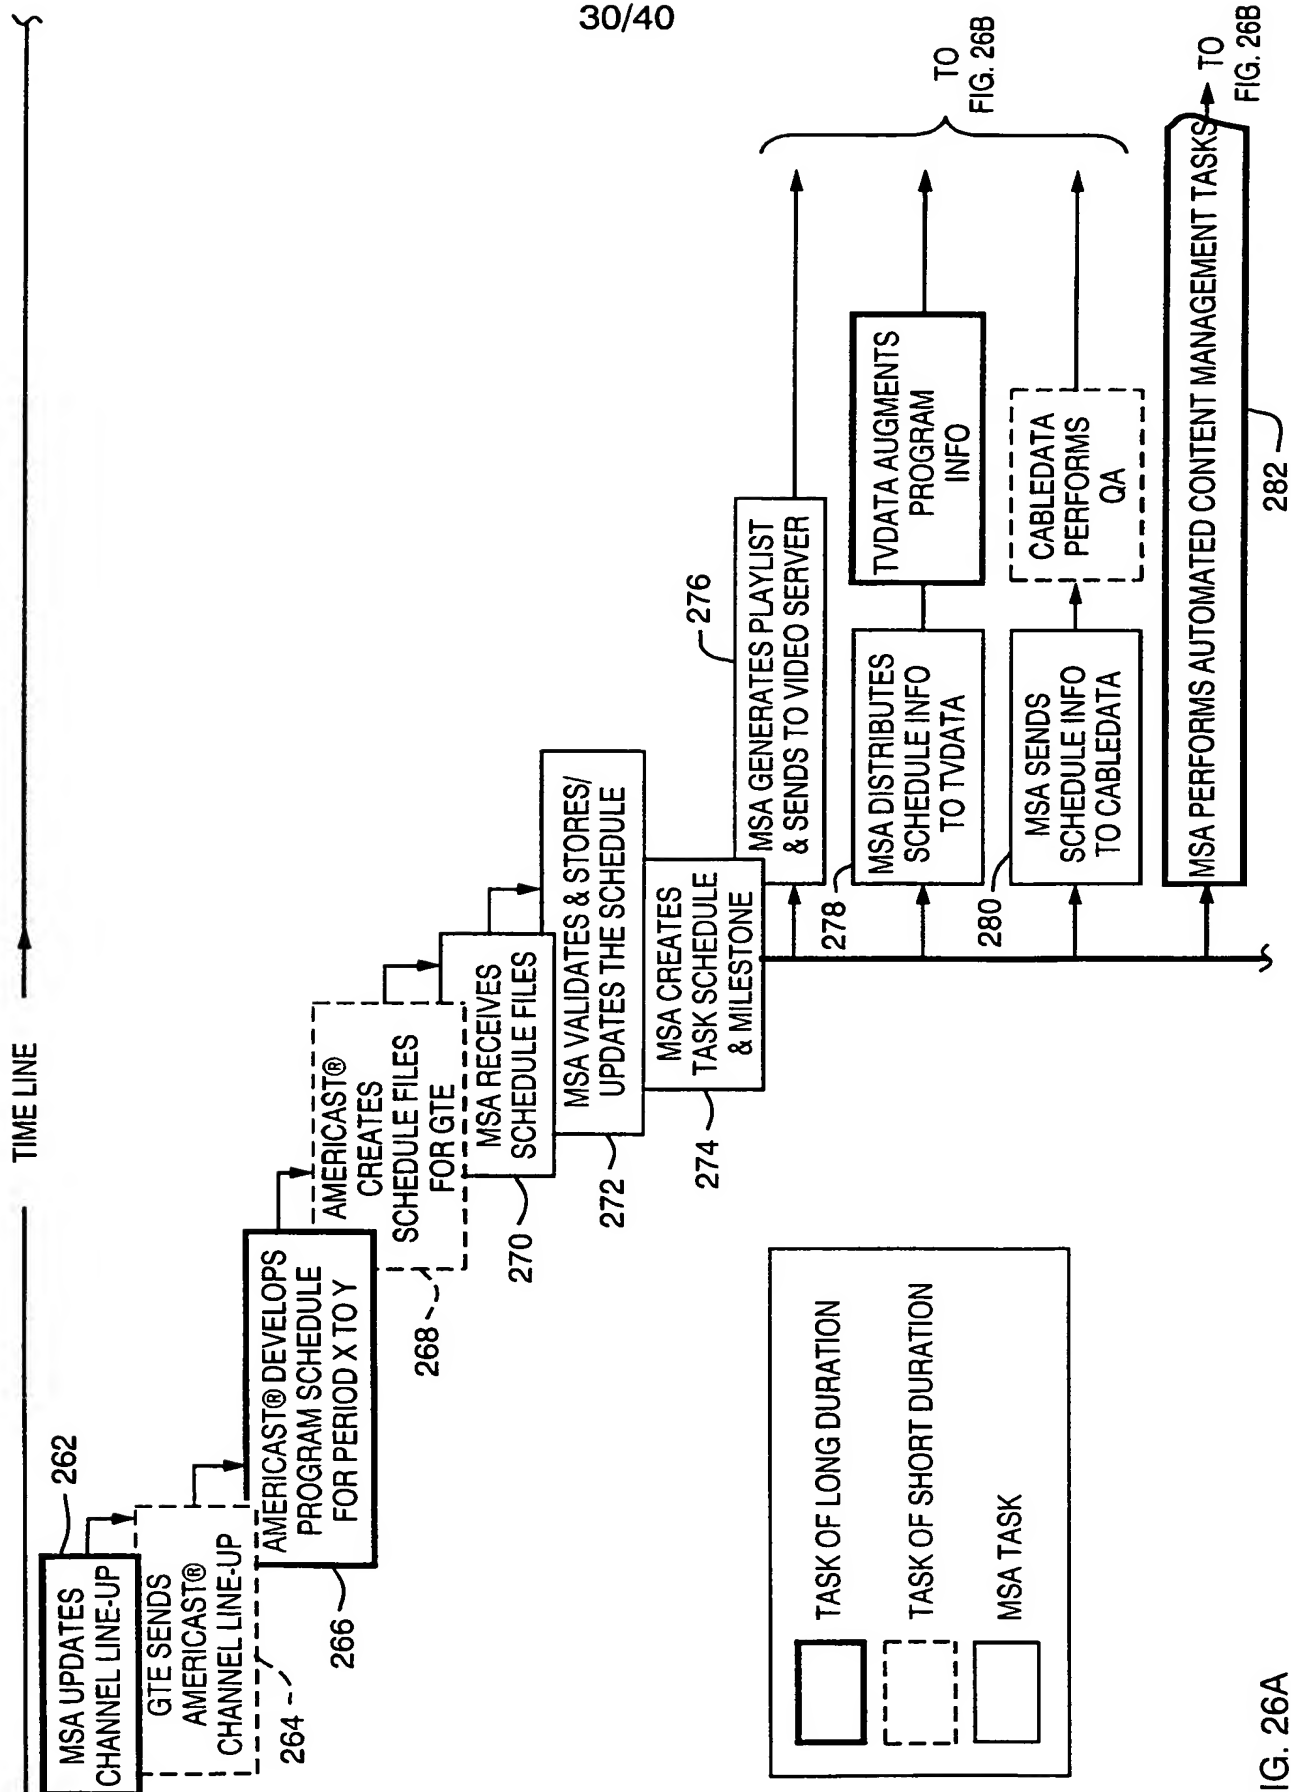 30/40
TIME LINE
MSA UPDATES
CHANNEL LINE-UP
262
GTE SENDS
AMERICAST®
CHANNEL LINE-UP
264
AMERICAST® DEVELOPS
PROGRAM SCHEDULE
FOR PERIOD X TO Y
266
AMERICAST®
CREATES
SCHEDULE FILES
FOR GTE
268
MSA RECEIVES
SCHEDULE FILES
270
MSA VALIDATES & STORES/
UPDATES THE SCHEDULE
272
MSA CREATES
TASK SCHEDULE
& MILESTONE
274
276
MSA GENERATES PLAYLIST
& SENDS TO VIDEO SERVER
278
MSA DISTRIBUTES
SCHEDULE INFO
TO TVDATA
TVDATA AUGMENTS
PROGRAM
INFO
280
MSA SENDS
SCHEDULE INFO
TO CABLEDATA
CABLEDATA
PERFORMS
QA
TO
FIG. 26B
MSA PERFORMS AUTOMATED CONTENT MANAGEMENT TASKS
282
TO
FIG. 26B
TASK OF LONG DURATION
TASK OF SHORT DURATION
MSA TASK
IG. 26A